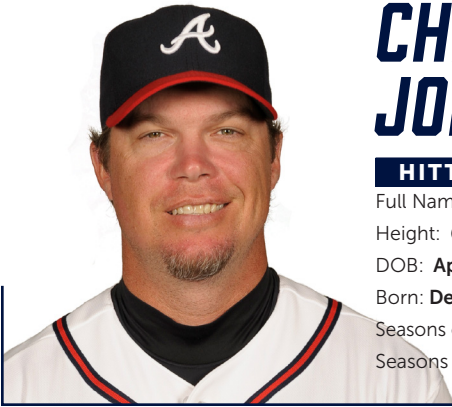 A
CH
JO
HITT
Full Nam
Height:
DOB: Ap
Born: De
Seasons
Seasons